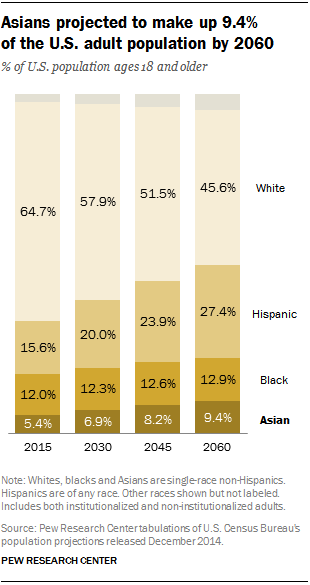 Asians projected to make up 9.4%
of the U.S. adult population by 2060
% of U.S. population ages 18 and older
64.7%
57.9%
51.5%
45.6%
White
15.6%
20.0%
23.9%
27.4%
Hispanic
12.0%
12.3%
12.6%
12.9%
Black
5.4%
6.9%
8.2%
9.4%
Asian
2015
2030
2045
2060
Note: Whites, blacks and Asians are single-race non-Hispanics.
Hispanics are of any race. Other races shown but not labeled.
Includes both institutionalized and non-institutionalized adults.
Source: Pew Research Center tabulations of U.S. Census Bureau's
population projections released December 2014.
PEW RESEARCH CENTER